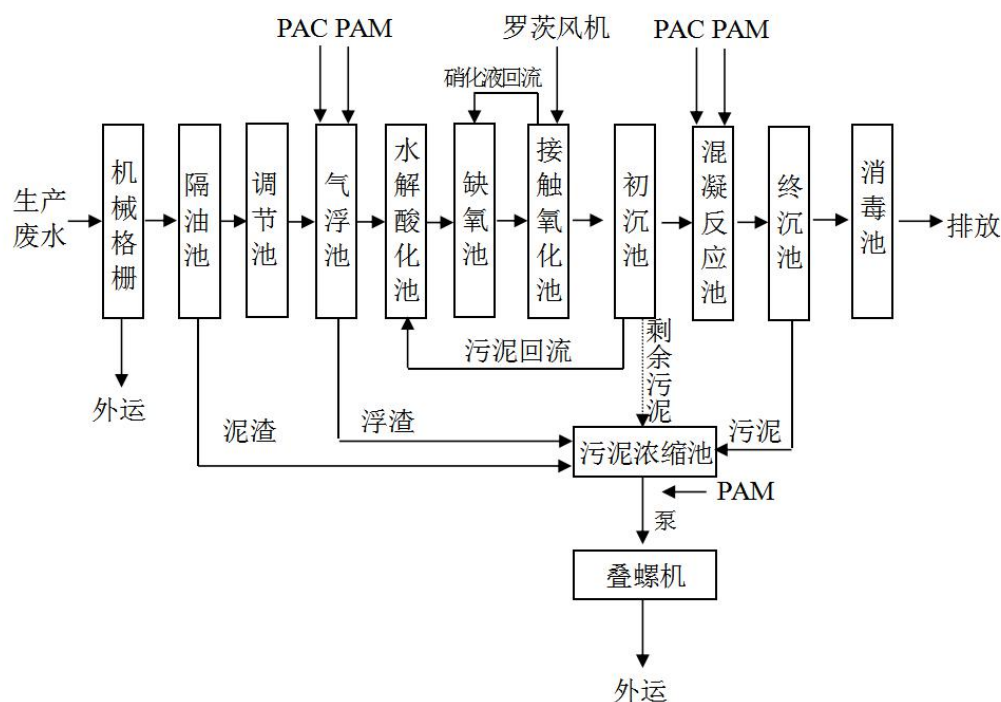 PAC PAM
罗茨风机
PAC PAM
硝化液回流
生产
废水
机械格栅
隔油池
调节池
气浮池
水解酸化池
缺氧池
接触氧化池
初沉池
混凝反应池
终沉池
消毒池
排放
污泥回流
剩余污泥
外运
泥渣
浮渣
污泥浓缩池
污泥
PAM
泵
叠螺机
外运